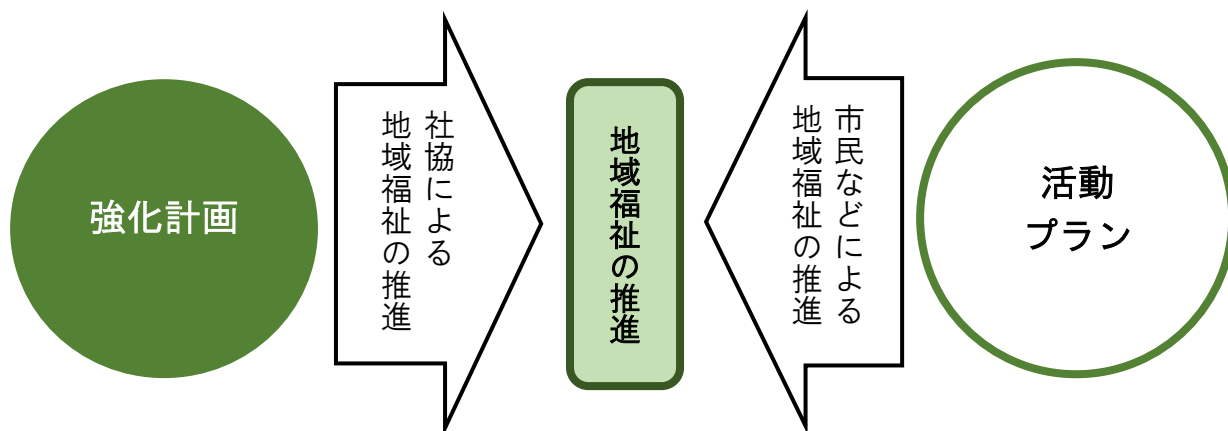 強化計画
社協による
地域福祉の推進
地域福祉の推進
市民などによる
地域福祉の推進
活動
プラン